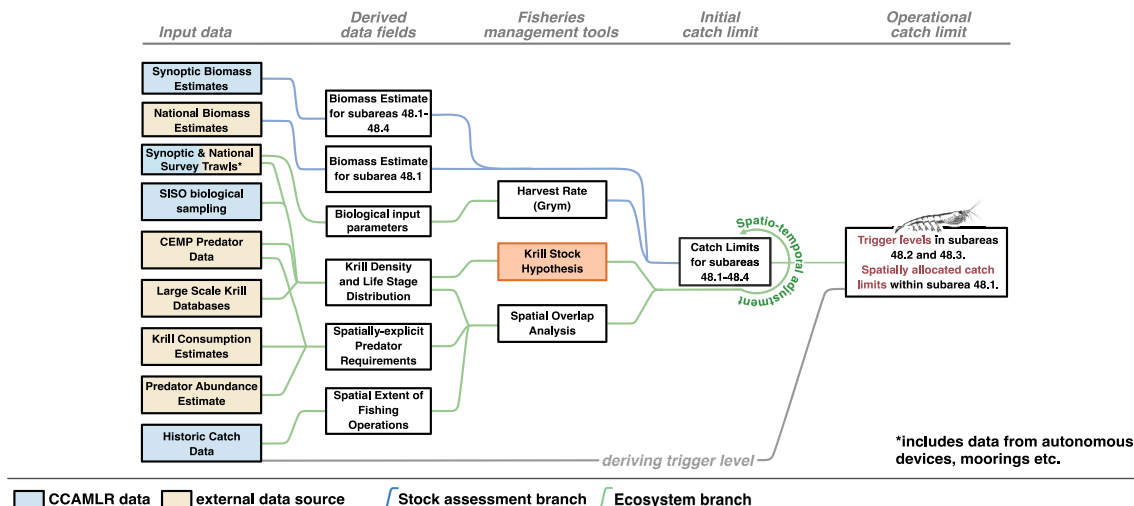 Input data
Derived
data fields
Fisheries
management tools
Initial
catch limit
Operational
catch limit
Synoptic Biomass
Estimates
National Biomass
Estimates
Synoptic & National
Survey Trawls*
SISO biological
sampling
CEMP Predator
Data
Large Scale Krill
Databases
Krill Consumption
Estimates
Predator Abundance
Estimate
Historic Catch
Data
Biomass Estimate
for subareas 48.1-
48.4
Biomass Estimate
for subarea 48.1
Biological input
parameters
Krill Density
and Life Stage
Distribution
Spatially-explicit
Predator
Requirements
Spatial Extent of
Fishing
Operations
Harvest Rate
(Grym)
Krill Stock
Hypothesis
Spatial Overlap
Analysis
Spatio-temporal
adjustment
Catch Limits
for subareas
48.1-48.4
Trigger levels in subareas
48.2 and 48.3.
Spatially allocated catch
limits within subarea 48.1.
deriving trigger level
*includes data from autonomous
devices, moorings etc.
CCAMLR data
external data source
Stock assessment branch
Ecosystem branch